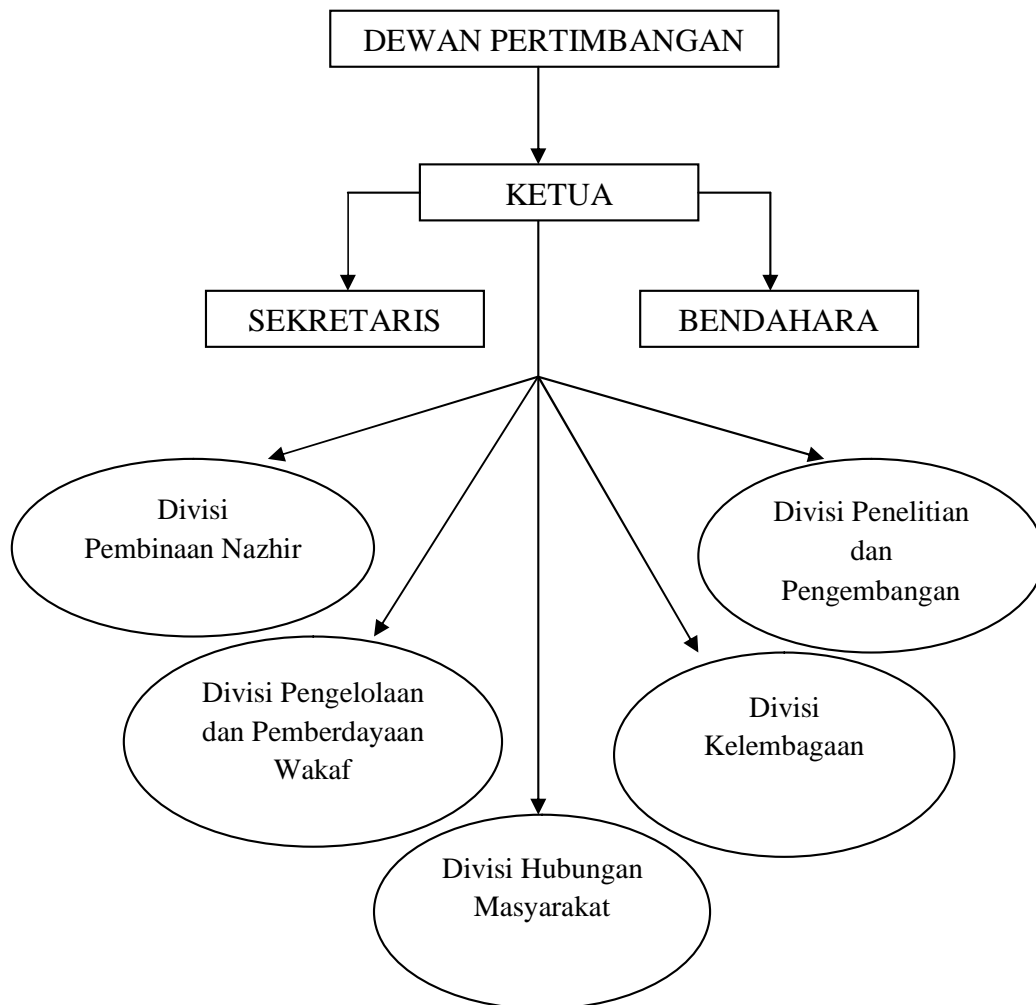 DEWAN PERTIMBANGAN
KETUA
SEKRETARIS
BENDAHARA
Divisi
Pembinaan Nazhir
Divisi Penelitian
dan
Pengembangan
Divisi Pengelolaan
dan Pemberdayaan
Wakaf
Divisi
Kelembagaan
Divisi Hubungan
Masyarakat